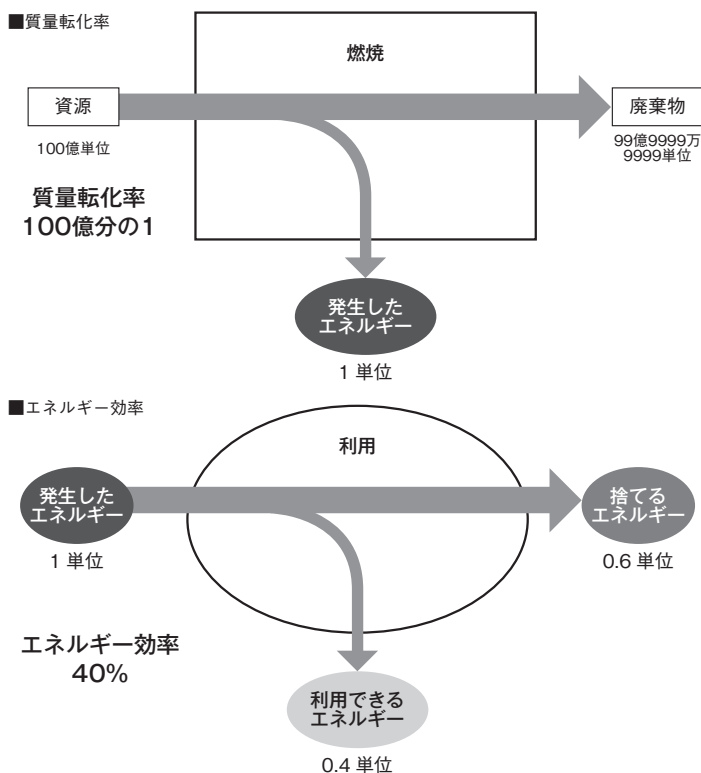 ■質量転化率
燃焼
資源
廃棄物
100億単位
99億9999万
9999単位
質量転化率
100億分の1
発生した
エネルギー
1 単位
■エネルギー効率
利用
発生した
エネルギー
捨てる
エネルギー
1 単位
0.6 単位
エネルギー効率
40%
利用できる
エネルギー
0.4 単位